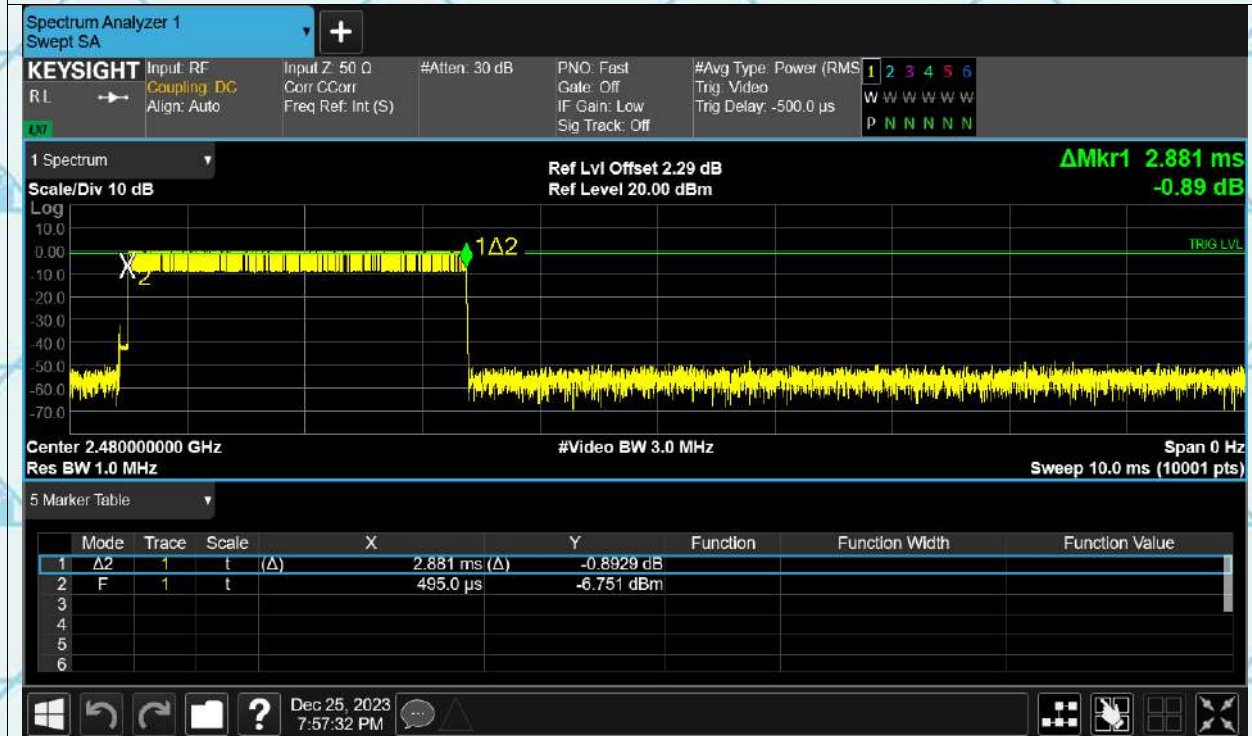 Spectrum Analyzer 1
Swept SA
+
KEYSIGHT
RL
LXI
Input: RF
Coupling: DC
Align: Auto
Input Z: 50 Ω
Corr CCorr
Freq Ref: Int (S)
#Atten: 30 dB
PNO: Fast
Gate: Off
IF Gain: Low
Sig Track: Off
#Avg Type: Power (RMS
Trig: Video
Trig Delay: -500.0 µs
1 2 3 4 5 6
W W W W W W
P N N N N N
1 Spectrum
Scale/Div 10 dB
Ref Lvl Offset 2.29 dB
Ref Level 20.00 dBm
ΔMkr1 2.881 ms
-0.89 dB
Log
10.0
0.00
-10.0
-20.0
-30.0
-40.0
-50.0
-60.0
-70.0
X
2
1Δ2
TRIG LVL
Center 2.480000000 GHz
Res BW 1.0 MHz
#Video BW 3.0 MHz
Span 0 Hz
Sweep 10.0 ms (10001 pts)
5 Marker Table
Mode Trace Scale X Y Function Function Width Function Value
1 Δ2 1 t (Δ) 2.881 ms (Δ) -0.8929 dB
2 F 1 t 495.0 µs -6.751 dBm
3
4
5
6
?
Dec 25, 2023
7:57:32 PM